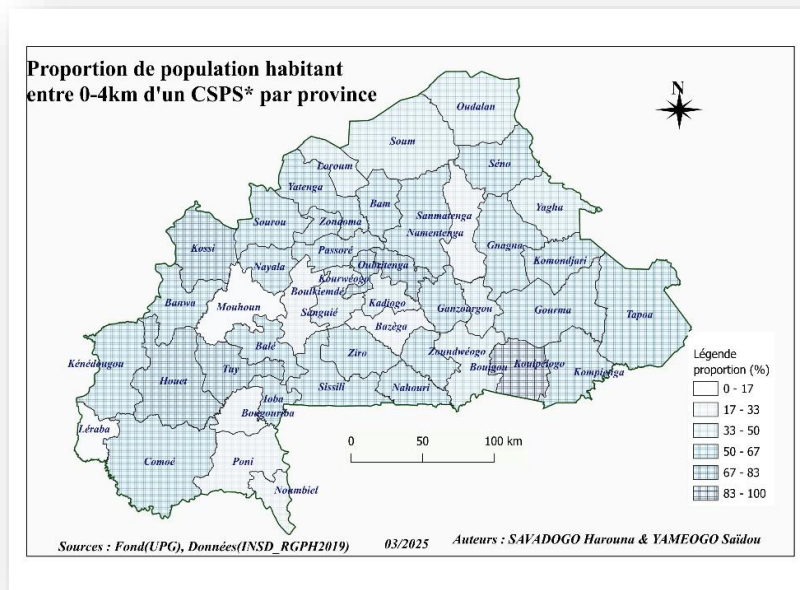 Proportion de population habitant
entre 0-4km d'un CSPS* par province
N
Oudalan
Soum
Séno
Loroum
Yatenga
Bam
Yagha
Sanmatenga
Sourou
Zondoma
Namentenga
Kossi
Gnagna
Passoré
Komondjari
Oubritenga
Nayala
Kourwéogo
Boulkiemdé
Banwa
Mouhoun
Kadiogo
Ganzourgou
Gourma
Tapoa
Sanguié
Bazèga
Balé
Ziro
Zoundwéogo
Kénédougou
Tuy
Boulgou
Koulpélogo
Kompienga
Houet
Sissili
Nahouri
Ioba
Bougouriba
Léraba
Comoé
Poni
Noumbiel
Légende
proportion (%)
0 - 17
17 - 33
33 - 50
50 - 67
67 - 83
83 - 100
0 50 100 km
Sources : Fond(UPG), Données(INSD_RGPH2019) 03/2025 Auteurs : SAVADOGO Harouna & YAMEOGO Saïdou